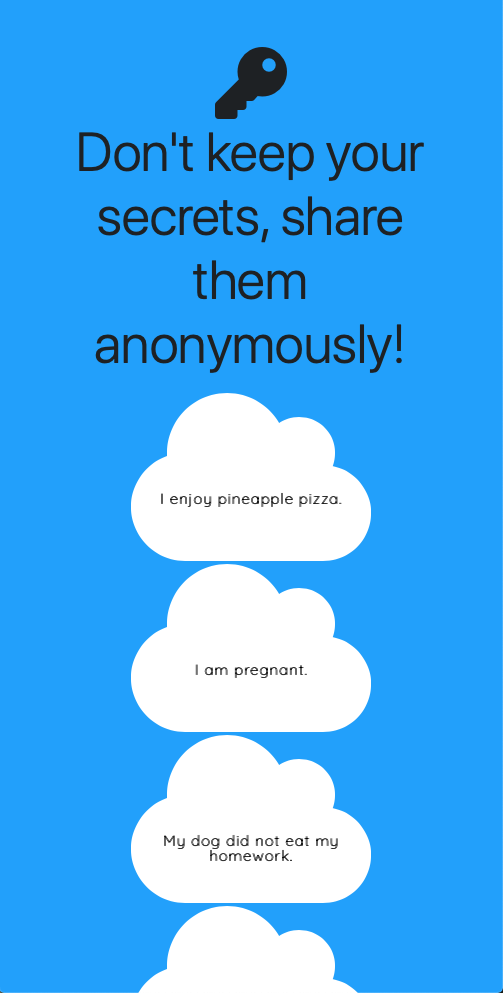 Don't keep your
secrets, share
them
anonymously!
I enjoy pineapple pizza.
I am pregnant.
My dog did not eat my
homework.